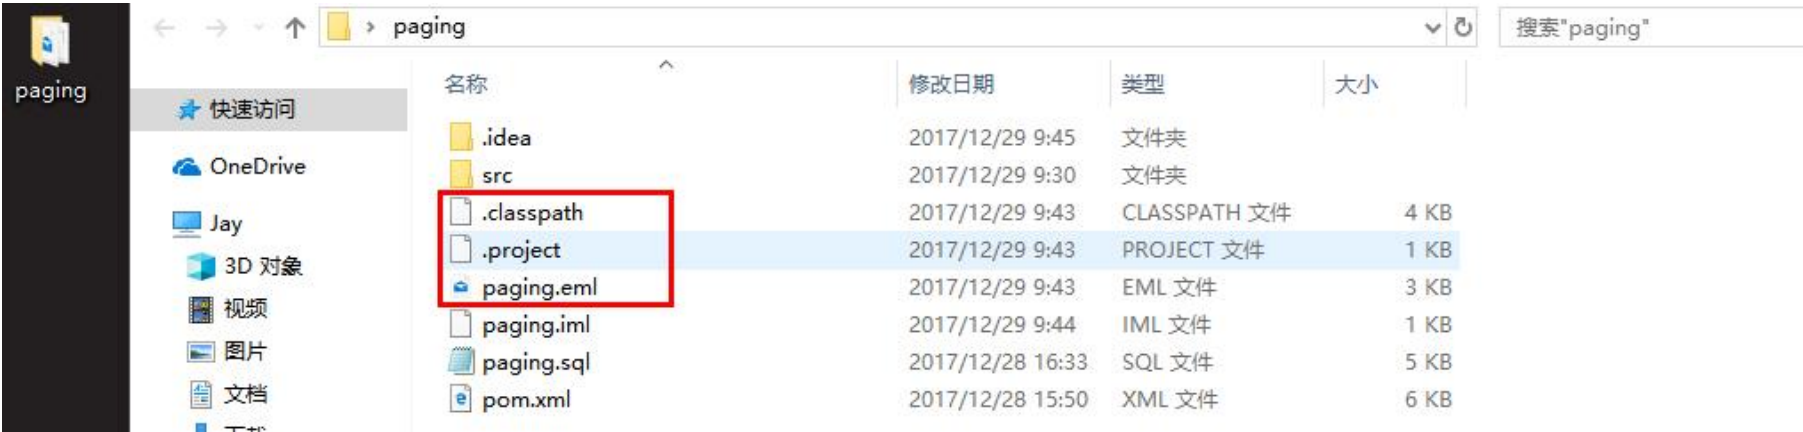 paging
搜索"paging"
paging
名称 修改日期 类型 大小
快速访问
OneDrive
Jay
3D 对象
视频
图片
文档
.idea 2017/12/29 9:45 文件夹
src 2017/12/29 9:30 文件夹
.classpath 2017/12/29 9:43 CLASSPATH 文件 4 KB
.project 2017/12/29 9:43 PROJECT 文件 1 KB
paging.eml 2017/12/29 9:43 EML 文件 3 KB
paging.iml 2017/12/29 9:44 IML 文件 1 KB
paging.sql 2017/12/28 16:33 SQL 文件 5 KB
pom.xml 2017/12/28 15:50 XML 文件 6 KB